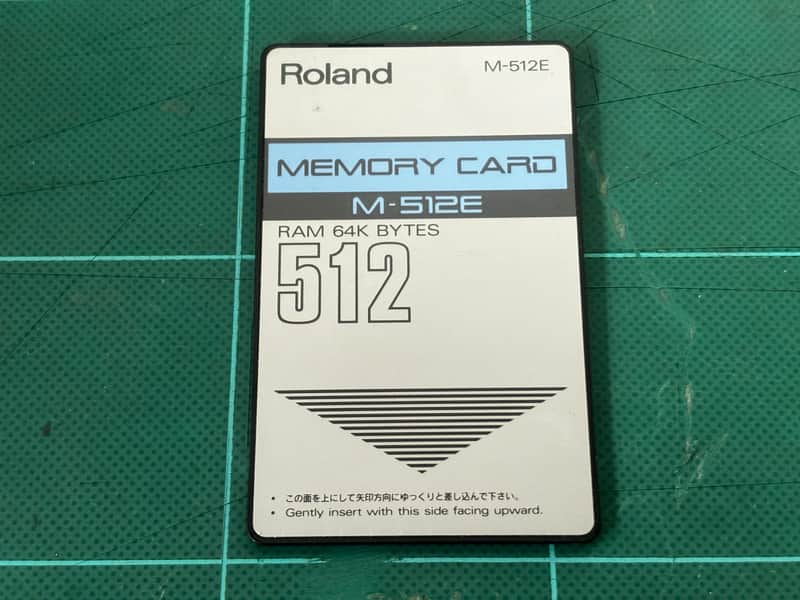 Roland
M-512E
MEMORY CARD
M-512E
RAM 64K BYTES
512
• この面を上にして矢印方向にゆっくりと差し込んで下さい。
• Gently insert with this side facing upward.